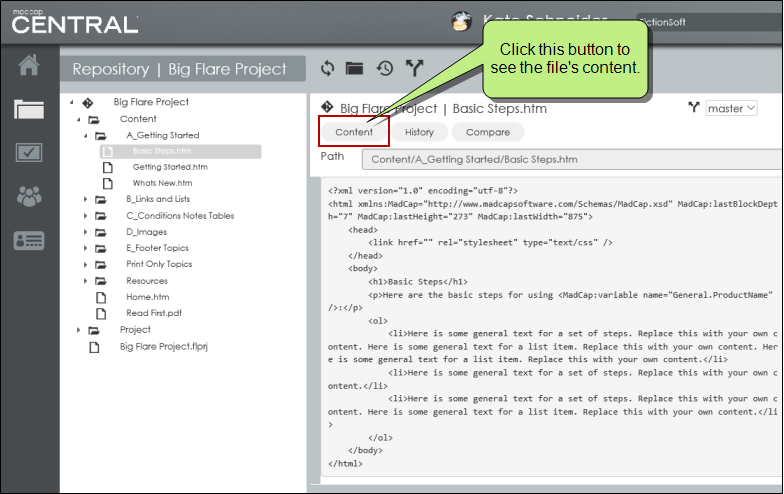 madcap
CENTRAL
Kate Schneider
FictionSoft
Click this button to
see the file's content.
Repository | Big Flare Project
Big Flare Project
Content
A_Getting Started
Basic Steps.htm
Getting Started.htm
Whats New.htm
B_Links and Lists
C_Conditions Notes Tables
D_Images
E_Footer Topics
Print Only Topics
Resources
Home.htm
Read First.pdf
Project
Big Flare Project.flprj
Big Flare Project | Basic Steps.htm
master
Content History Compare
Path Content/A_Getting Started/Basic Steps.htm
<?xml version="1.0" encoding="utf-8"?>
<html xmlns:MadCap="http://www.madcapsoftware.com/Schemas/MadCap.xsd" MadCap:lastBlockDept
h="7" MadCap:lastHeight="273" MadCap:lastWidth="875">
<head>
<link href="" rel="stylesheet" type="text/css" />
</head>
<body>
<h1>Basic Steps</h1>
<p>Here are the basic steps for using <MadCap:variable name="General.ProductName"
/>:</p>
<ol>
<li>Here is some general text for a set of steps. Replace this with your own c
ontent. Here is some general text for a list item. Replace this with your own content. Her
e is some general text for a list item. Replace this with your own content.</li>
<li>Here is some general text for a set of steps. Replace this with your own c
ontent.</li>
<li>Here is some general text for a set of steps. Replace this with your own c
ontent. Here is some general text for a list item. Replace this with your own content.</li
>
</ol>
</body>
</html>